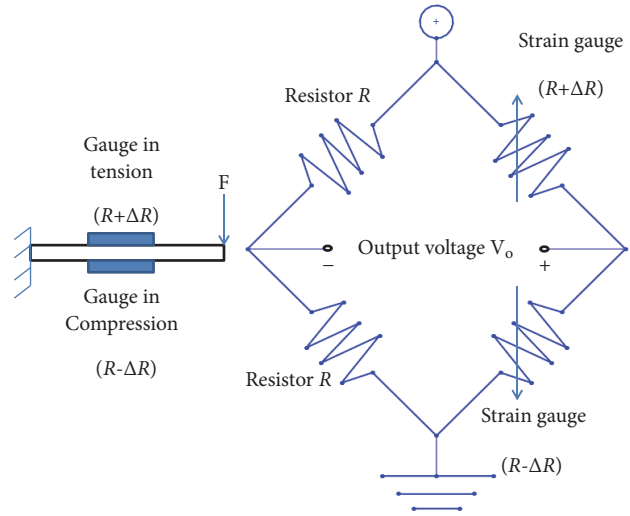 +
Strain gauge
(R+ΔR)
Resistor R
Gauge in
tension
(R+ΔR)
F
Output voltage Vₒ
−
+
Gauge in
Compression
(R-ΔR)
Resistor R
Strain gauge
(R-ΔR)